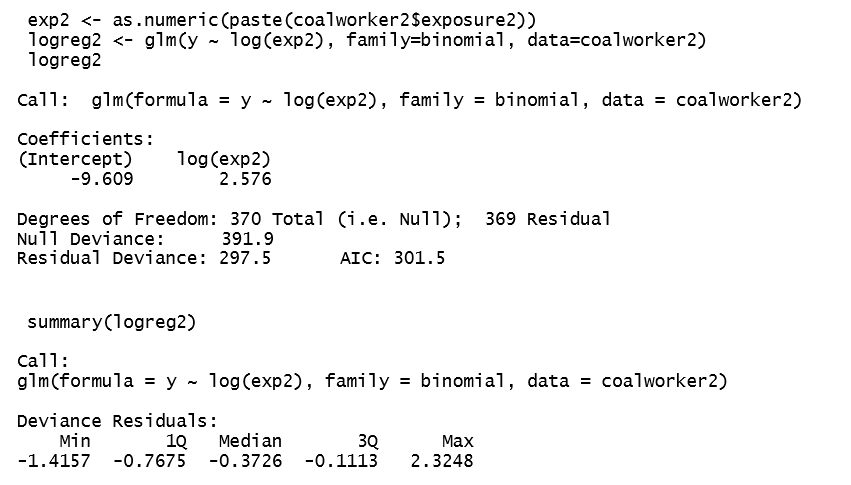 exp2 <- as.numeric(paste(coalworker2$exposure2))
logreg2 <- glm(y ~ log(exp2), family=binomial, data=coalworker2)
logreg2
Call:  glm(formula = y ~ log(exp2), family = binomial, data = coalworker2)
Coefficients:
(Intercept)    log(exp2)
-9.609        2.576
Degrees of Freedom: 370 Total (i.e. Null);  369 Residual
Null Deviance:      391.9
Residual Deviance: 297.5      AIC: 301.5
summary(logreg2)
Call:
glm(formula = y ~ log(exp2), family = binomial, data = coalworker2)
Deviance Residuals:
Min       1Q   Median       3Q      Max
-1.4157  -0.7675  -0.3726  -0.1113   2.3248